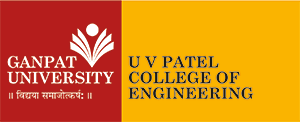 GANPAT
UNIVERSITY
॥ विद्यया समाजोत्कर्षः ॥
U V PATEL
COLLEGE OF
ENGINEERING